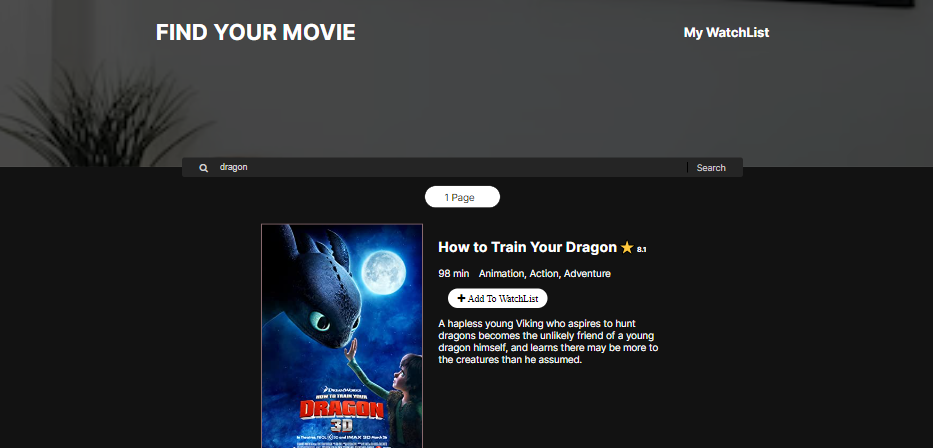 FIND YOUR MOVIE
My WatchList
dragon
Search
1 Page
How to Train Your Dragon 8.1
98 min Animation, Action, Adventure
+ Add To WatchList
A hapless young Viking who aspires to hunt
dragons becomes the unlikely friend of a young
dragon himself, and learns there may be more to
the creatures than he assumed.
DREAMWORKS
HOW TO TRAIN YOUR
DRAGON
3D